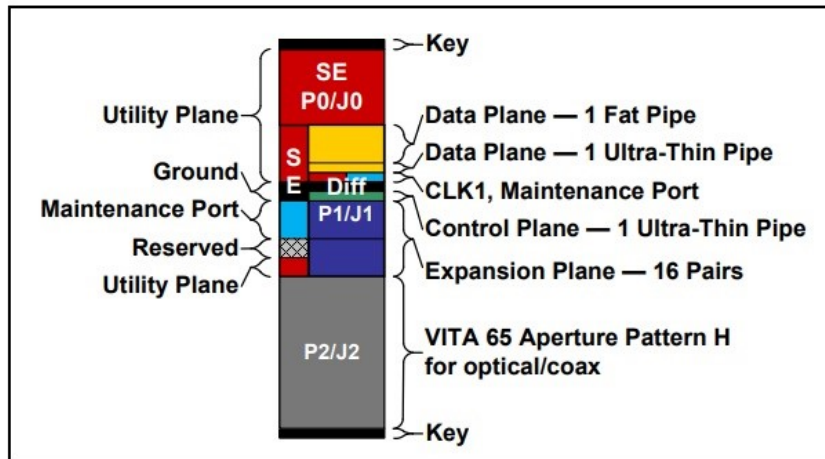 Key
SE
P0/J0
Utility Plane
Data Plane — 1 Fat Pipe
S
E
Data Plane — 1 Ultra-Thin Pipe
Ground
Diff
CLK1, Maintenance Port
Maintenance Port
P1/J1
Control Plane — 1 Ultra-Thin Pipe
Reserved
Expansion Plane — 16 Pairs
Utility Plane
VITA 65 Aperture Pattern H
for optical/coax
P2/J2
Key